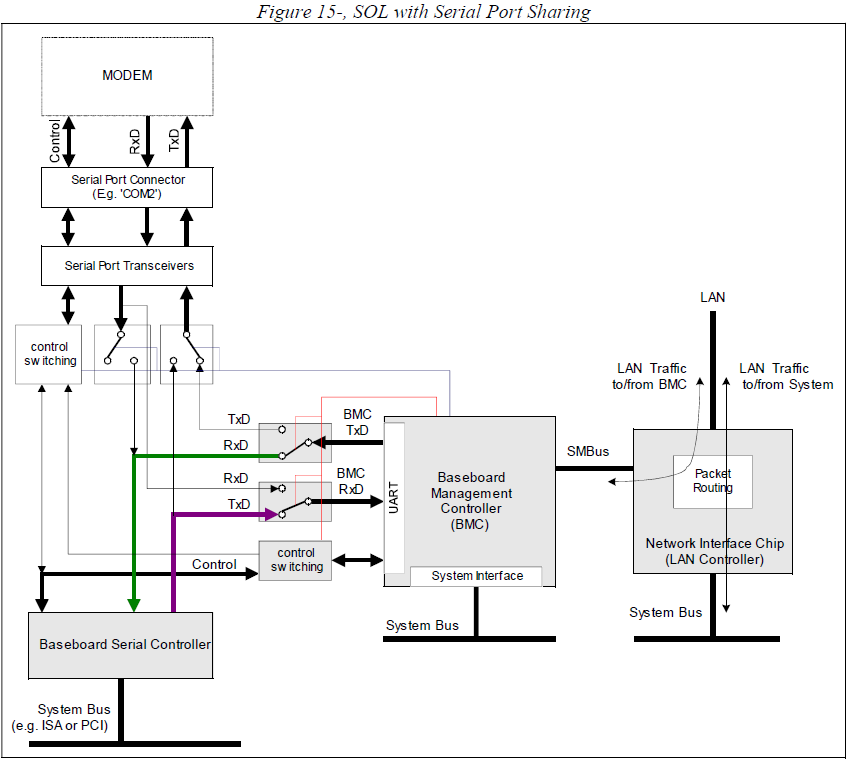 Figure 15-, SOL with Serial Port Sharing
MODEM
Control
RxD
TxD
Serial Port Connector
(E.g. 'COM2')
Serial Port Transceivers
control
switching
LAN
LAN Traffic
to/from BMC
LAN Traffic
to/from System
TxD
RxD
BMC
TxD
RxD
TxD
BMC
RxD
UART
Baseboard
Management
Controller
(BMC)
SMBus
Packet
Routing
Network Interface Chip
(LAN Controller)
control
switching
Control
System Interface
System Bus
System Bus
Baseboard Serial Controller
System Bus
(e.g. ISA or PCI)